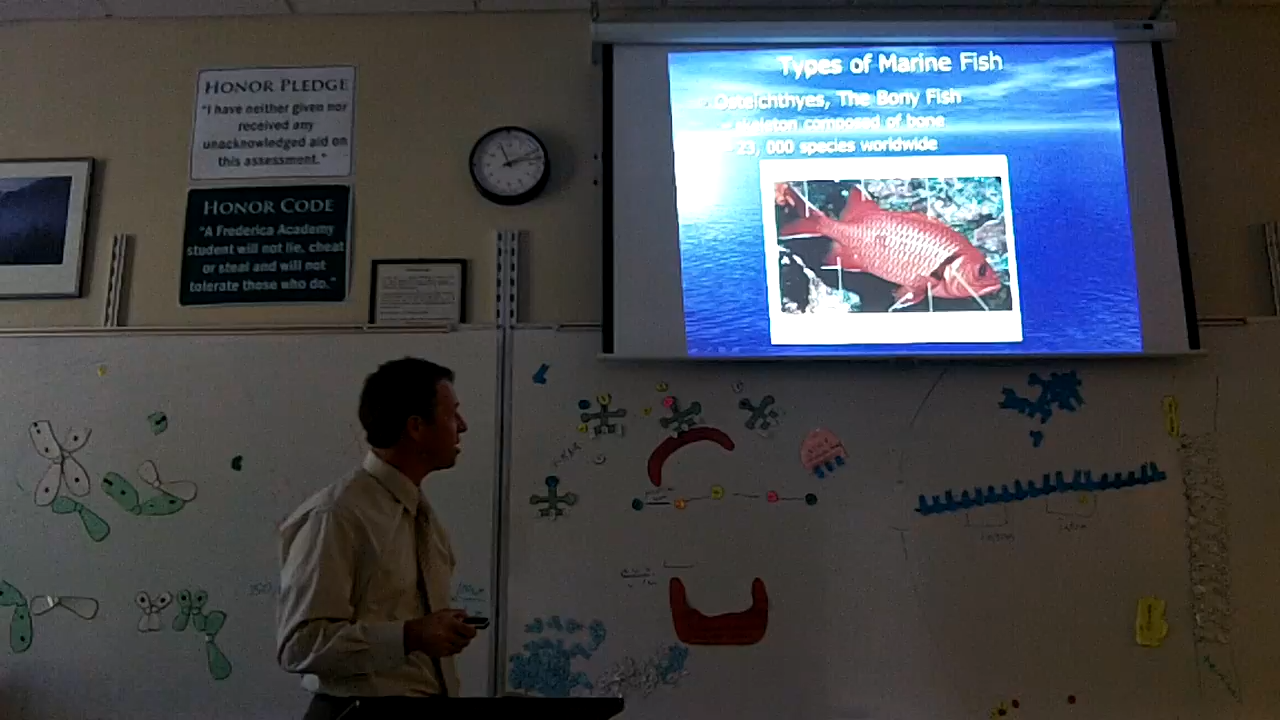 HONOR PLEDGE
"I have neither given nor
received any
unacknowledged aid on
this assessment."
HONOR CODE
"A Frederica Academy
student will not lie, cheat
or steal and will not
tolerate those who do."
Types of Marine Fish
Osteichthyes, The Bony Fish
– skeleton composed of bone
– 23, 000 species worldwide